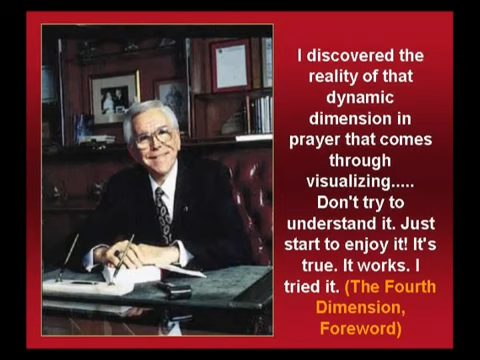 I discovered the
reality of that
dynamic
dimension in
prayer that comes
through
visualizing.....
Don't try to
understand it. Just
start to enjoy it! It's
true. It works. I
tried it. (The Fourth
Dimension,
Foreword)